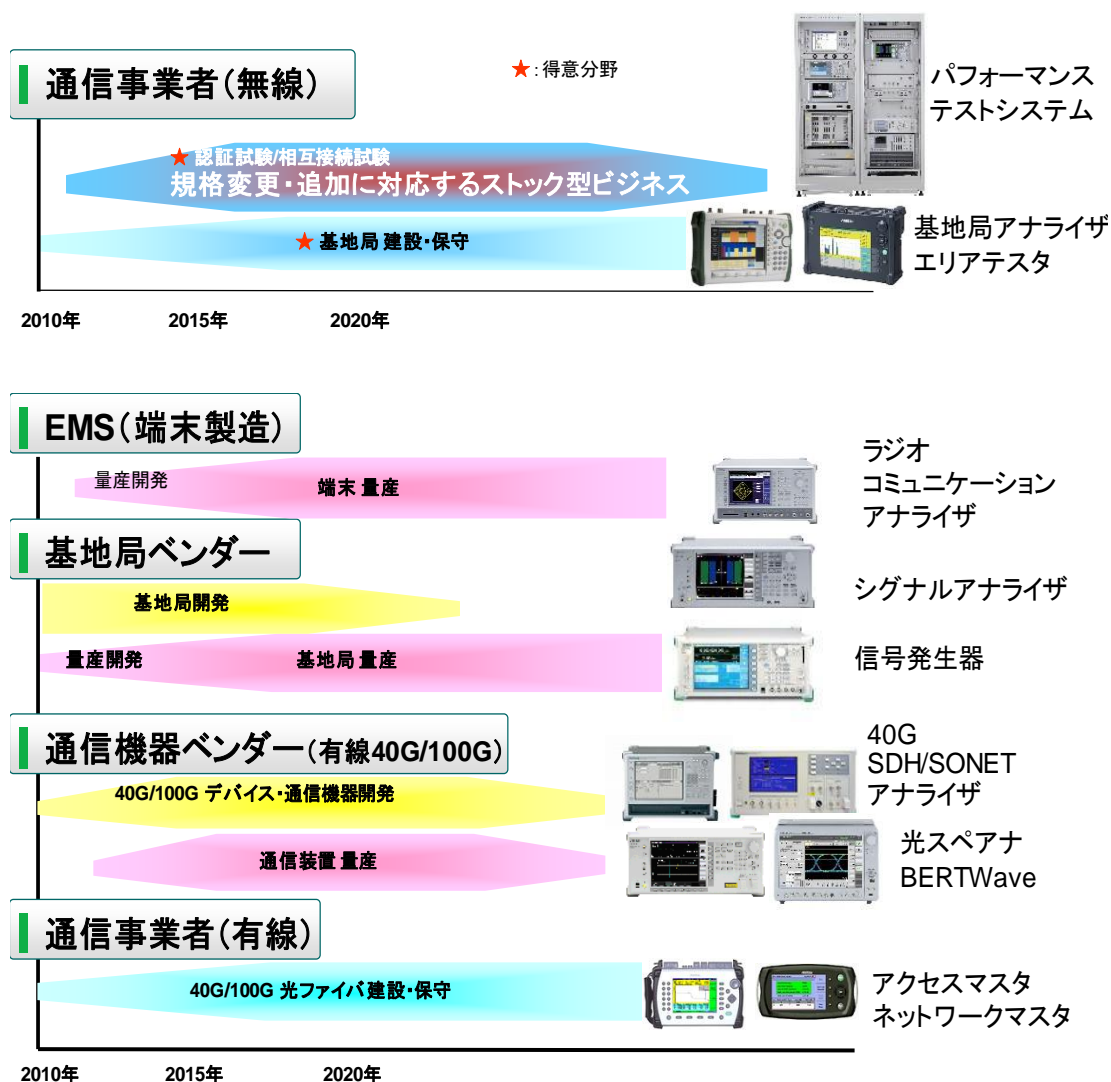 通信事業者(無線)
★:得意分野
パフォーマンス
テストシステム
★ 認証試験/相互接続試験
規格変更・追加に対応するストック型ビジネス
★ 基地局 建設・保守
基地局アナライザ
エリアテスタ
2010年 2015年 2020年
EMS(端末製造)
量産開発 端末 量産
ラジオ
コミュニケーション
アナライザ
基地局ベンダー
基地局開発
シグナルアナライザ
量産開発 基地局 量産
信号発生器
通信機器ベンダー(有線40G/100G)
40G/100G デバイス・通信機器開発
40G
SDH/SONET
アナライザ
通信装置 量産
光スペアナ
BERTWave
通信事業者(有線)
40G/100G 光ファイバ 建設・保守
アクセスマスタ
ネットワークマスタ
2010年 2015年 2020年